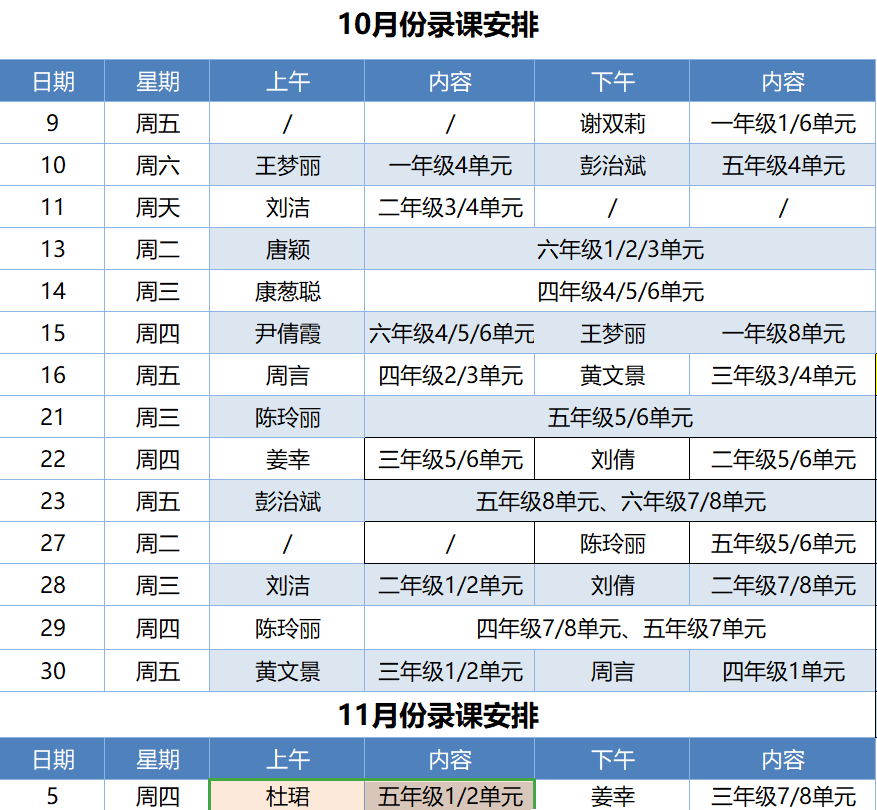 10月份录课安排
日期 星期 上午 内容 下午 内容
9 周五 / / 谢双莉 一年级1/6单元
10 周六 王梦丽 一年级4单元 彭治斌 五年级4单元
11 周天 刘洁 二年级3/4单元 / /
13 周二 唐颖 六年级1/2/3单元
14 周三 康葱聪 四年级4/5/6单元
15 周四 尹倩霞 六年级4/5/6单元 王梦丽 一年级8单元
16 周五 周言 四年级2/3单元 黄文景 三年级3/4单元
21 周三 陈玲丽 五年级5/6单元
22 周四 姜幸 三年级5/6单元 刘倩 二年级5/6单元
23 周五 彭治斌 五年级8单元、六年级7/8单元
27 周二 / / 陈玲丽 五年级5/6单元
28 周三 刘洁 二年级1/2单元 刘倩 二年级7/8单元
29 周四 陈玲丽 四年级7/8单元、五年级7单元
30 周五 黄文景 三年级1/2单元 周言 四年级1单元
11月份录课安排
日期 星期 上午 内容 下午 内容
5 周四 杜珺 五年级1/2单元 姜幸 三年级7/8单元